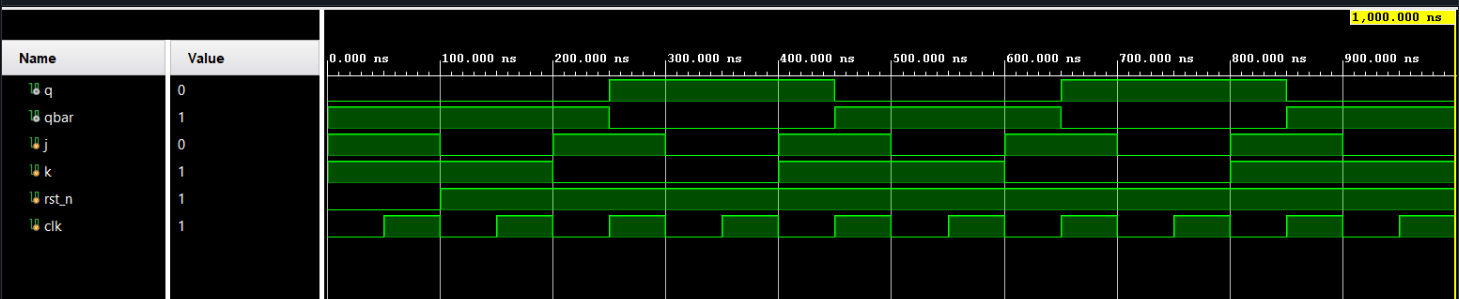 1,000.000 ns
Name Value
0.000 ns 100.000 ns 200.000 ns 300.000 ns 400.000 ns 500.000 ns 600.000 ns 700.000 ns 800.000 ns 900.000 ns
q 0
qbar 1
j 0
k 1
rst_n 1
clk 1